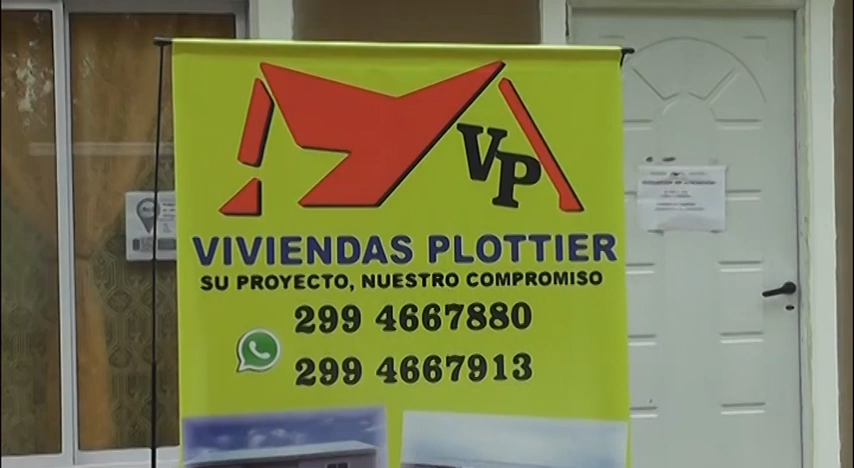 VP
VIVIENDAS PLOTTIER
SU PROYECTO, NUESTRO COMPROMISO
299 4667880
299 4667913